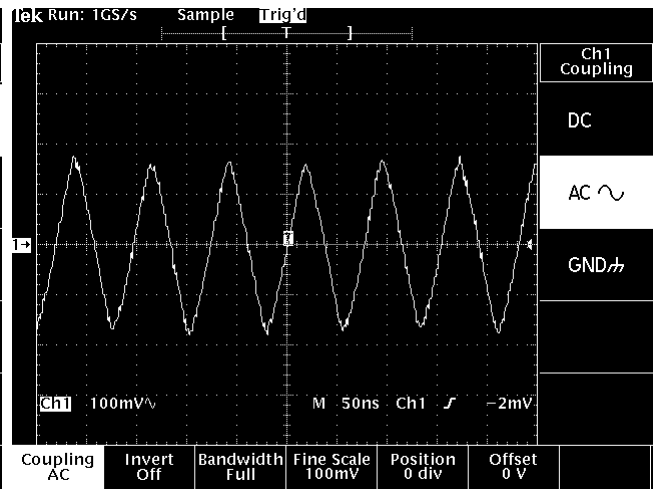 Tek Run: 1GS/s Sample Trig'd
[ T ]
Ch1
Coupling
DC
AC
GND
1
T
Ch1 100mV M 50ns Ch1 -2mV
Coupling
AC
Invert
Off
Bandwidth
Full
Fine Scale
100mV
Position
0 div
Offset
0 V